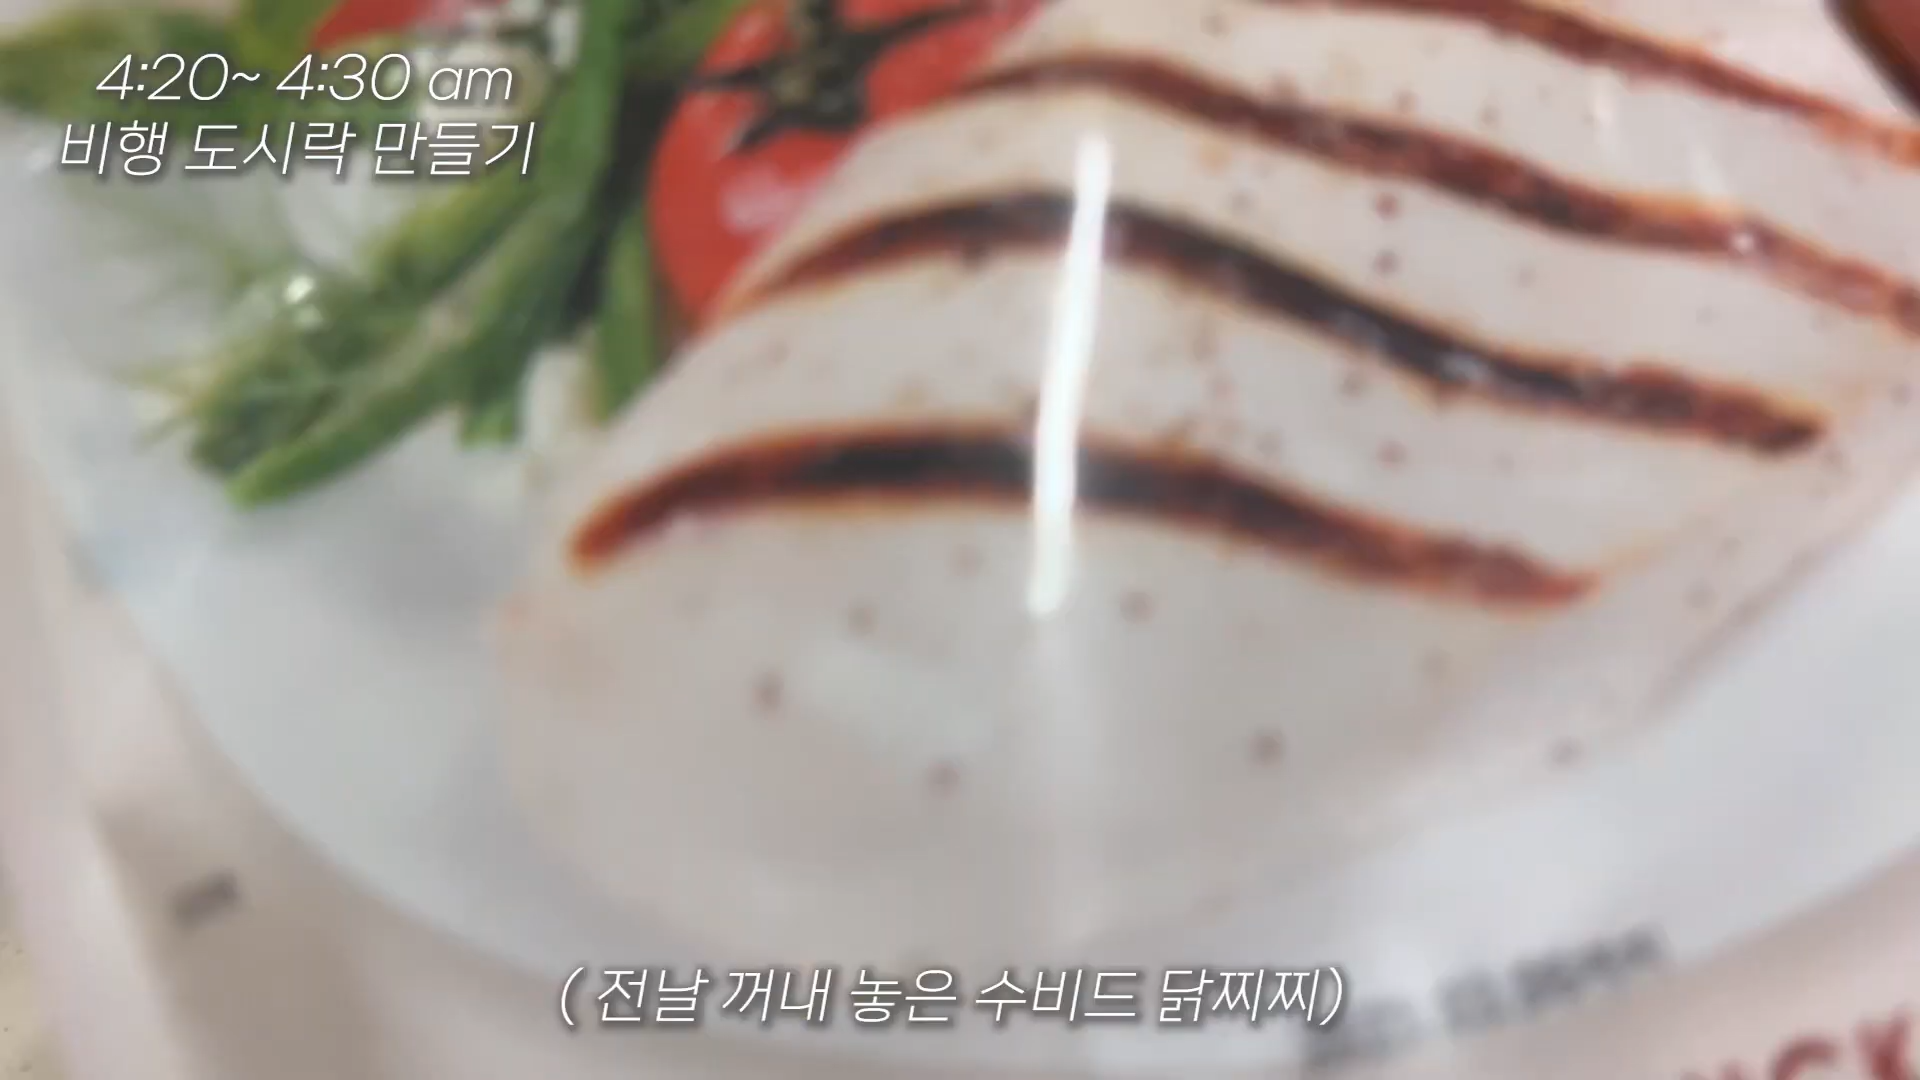 4:20~ 4:30 am
비행 도시락 만들기
( 전날 꺼내 놓은 수비드 닭찌찌)